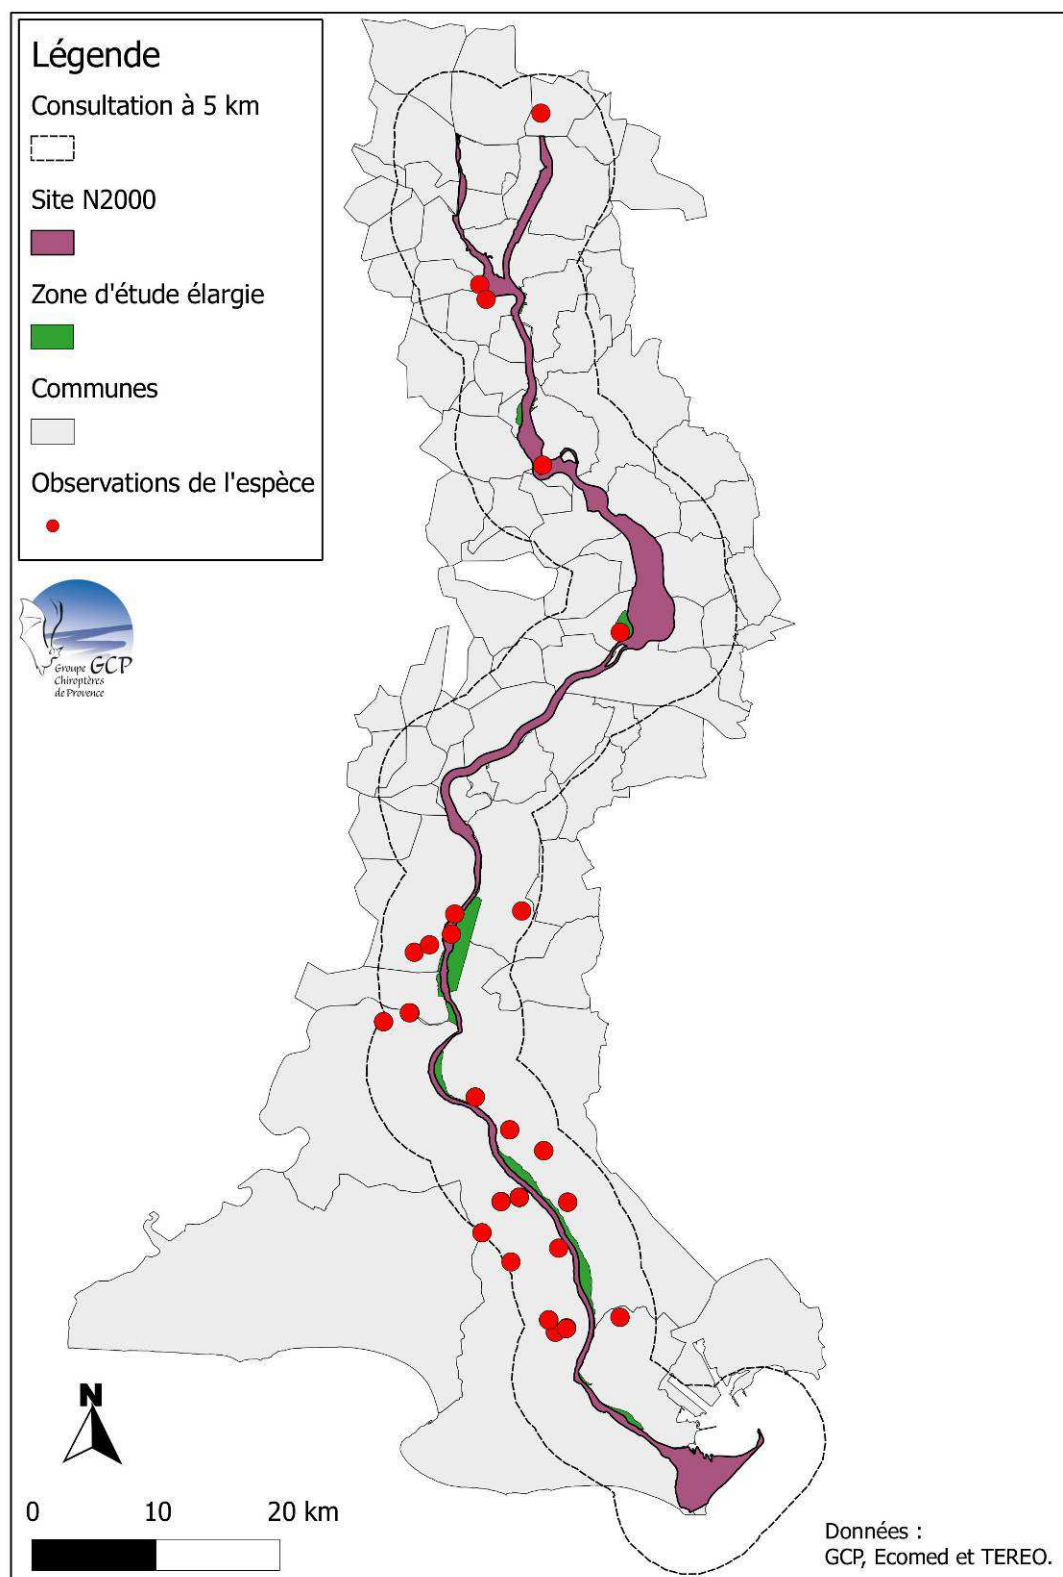 Légende
Consultation à 5 km
Site N2000
Zone d'étude élargie
Communes
Observations de l'espèce
Groupe GCP
Chiroptères
de Provence
N
0 10 20 km
Données :
GCP, Ecomed et TEREO.